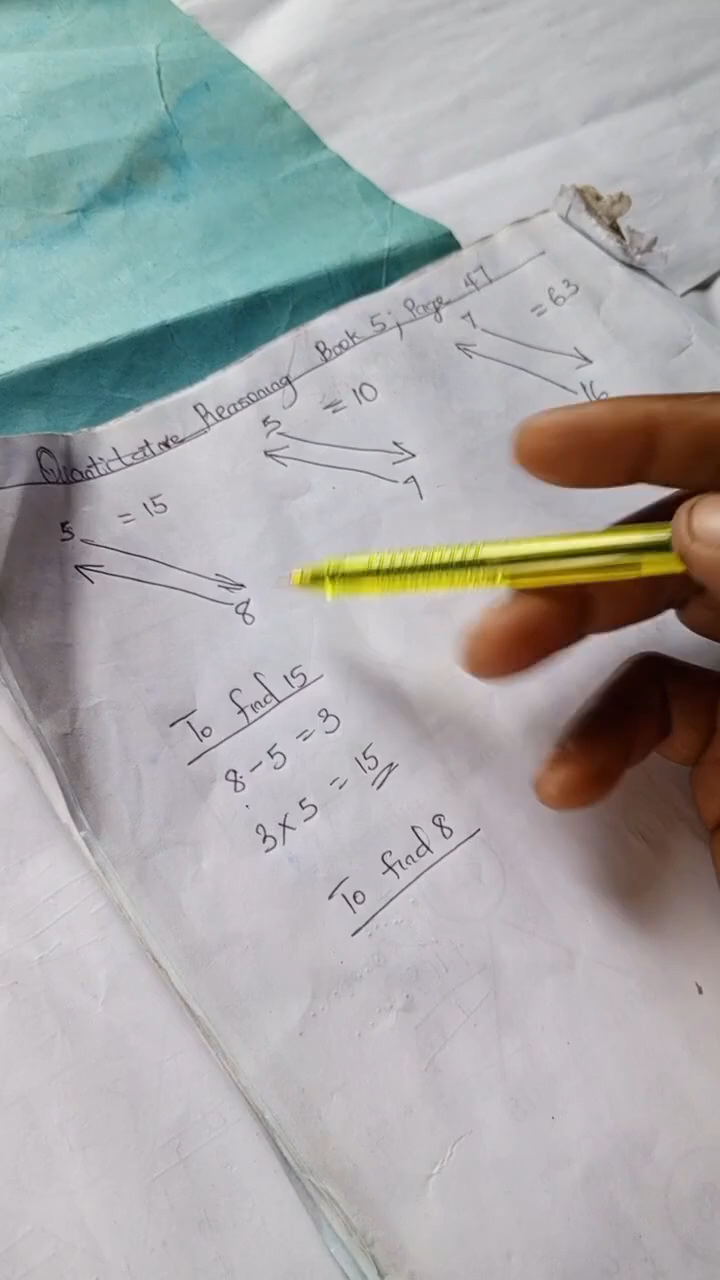 Quantitative Reasoning Book 5; Page 47
5 = 15
8
5 = 10
7
7 = 63
16
To find 15
8 - 5 = 3
3 x 5 = 15
To find 8